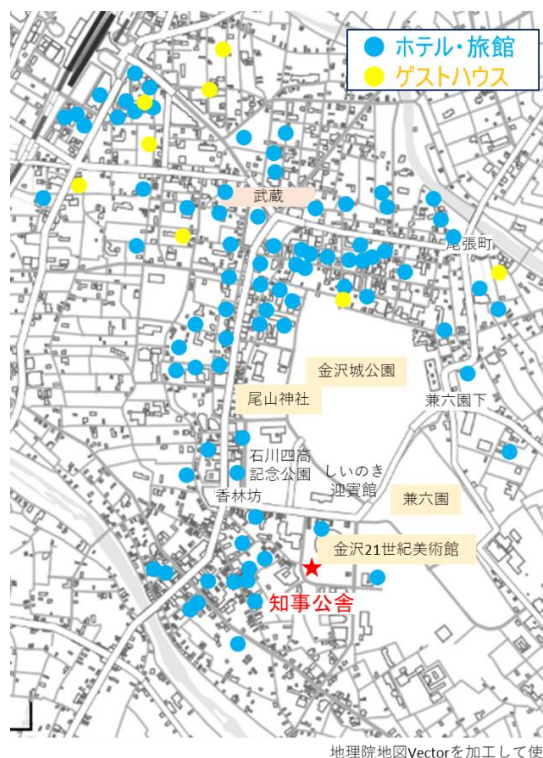 ホテル・旅館
ゲストハウス
武蔵
尾張町
金沢城公園
尾山神社
兼六園下
石川四高
記念公園
しいのき
迎賓館
香林坊
兼六園
金沢21世紀美術館
知事公舎
地理院地図Vectorを加工して使